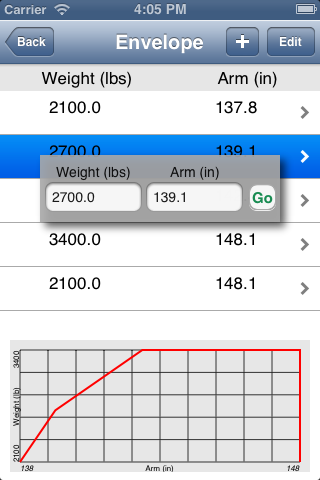 Carrier 4:05 PM
Back Envelope + Edit
Weight (lbs) Arm (in)
2100.0 137.8
2700.0 139.1
Weight (lbs) Arm (in)
2700.0 139.1 Go
3400.0 148.1
2100.0 148.1
3400
Weight (lb)
2100
138 Arm (in) 148